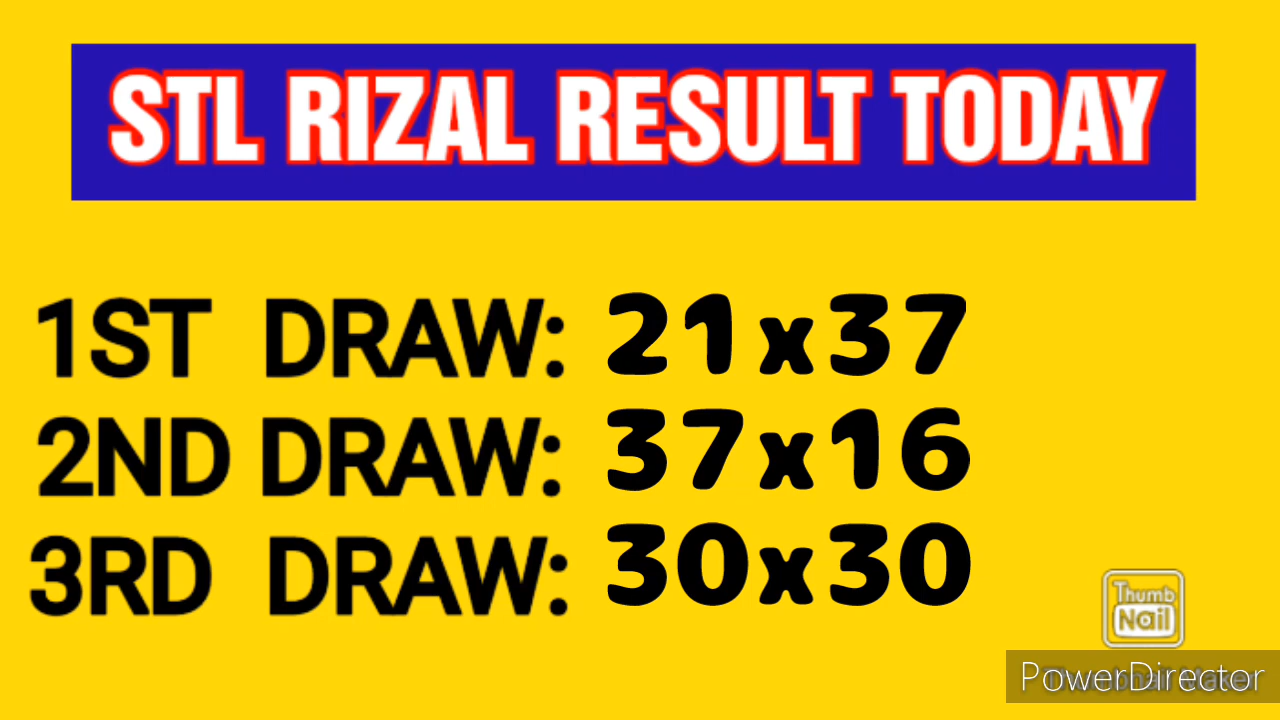 STL RIZAL RESULT TODAY
1ST DRAW: 21x37
2ND DRAW: 37x16
3RD DRAW: 30x30
Thumb
Nail
PowerDirector